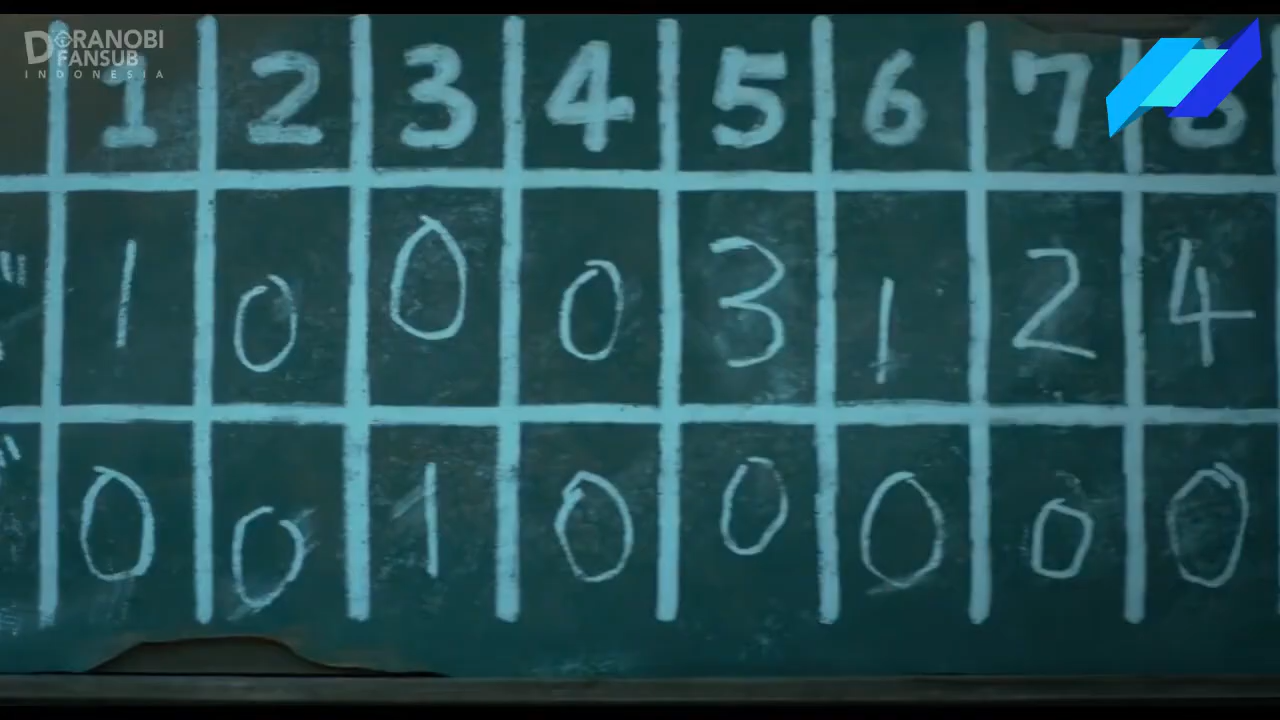 DORANOBI
FANSUB
INDONESIA
1 2 3 4 5 6 7 8
1 0 0 0 3 1 2 4
0 0 1 0 0 0 0 0